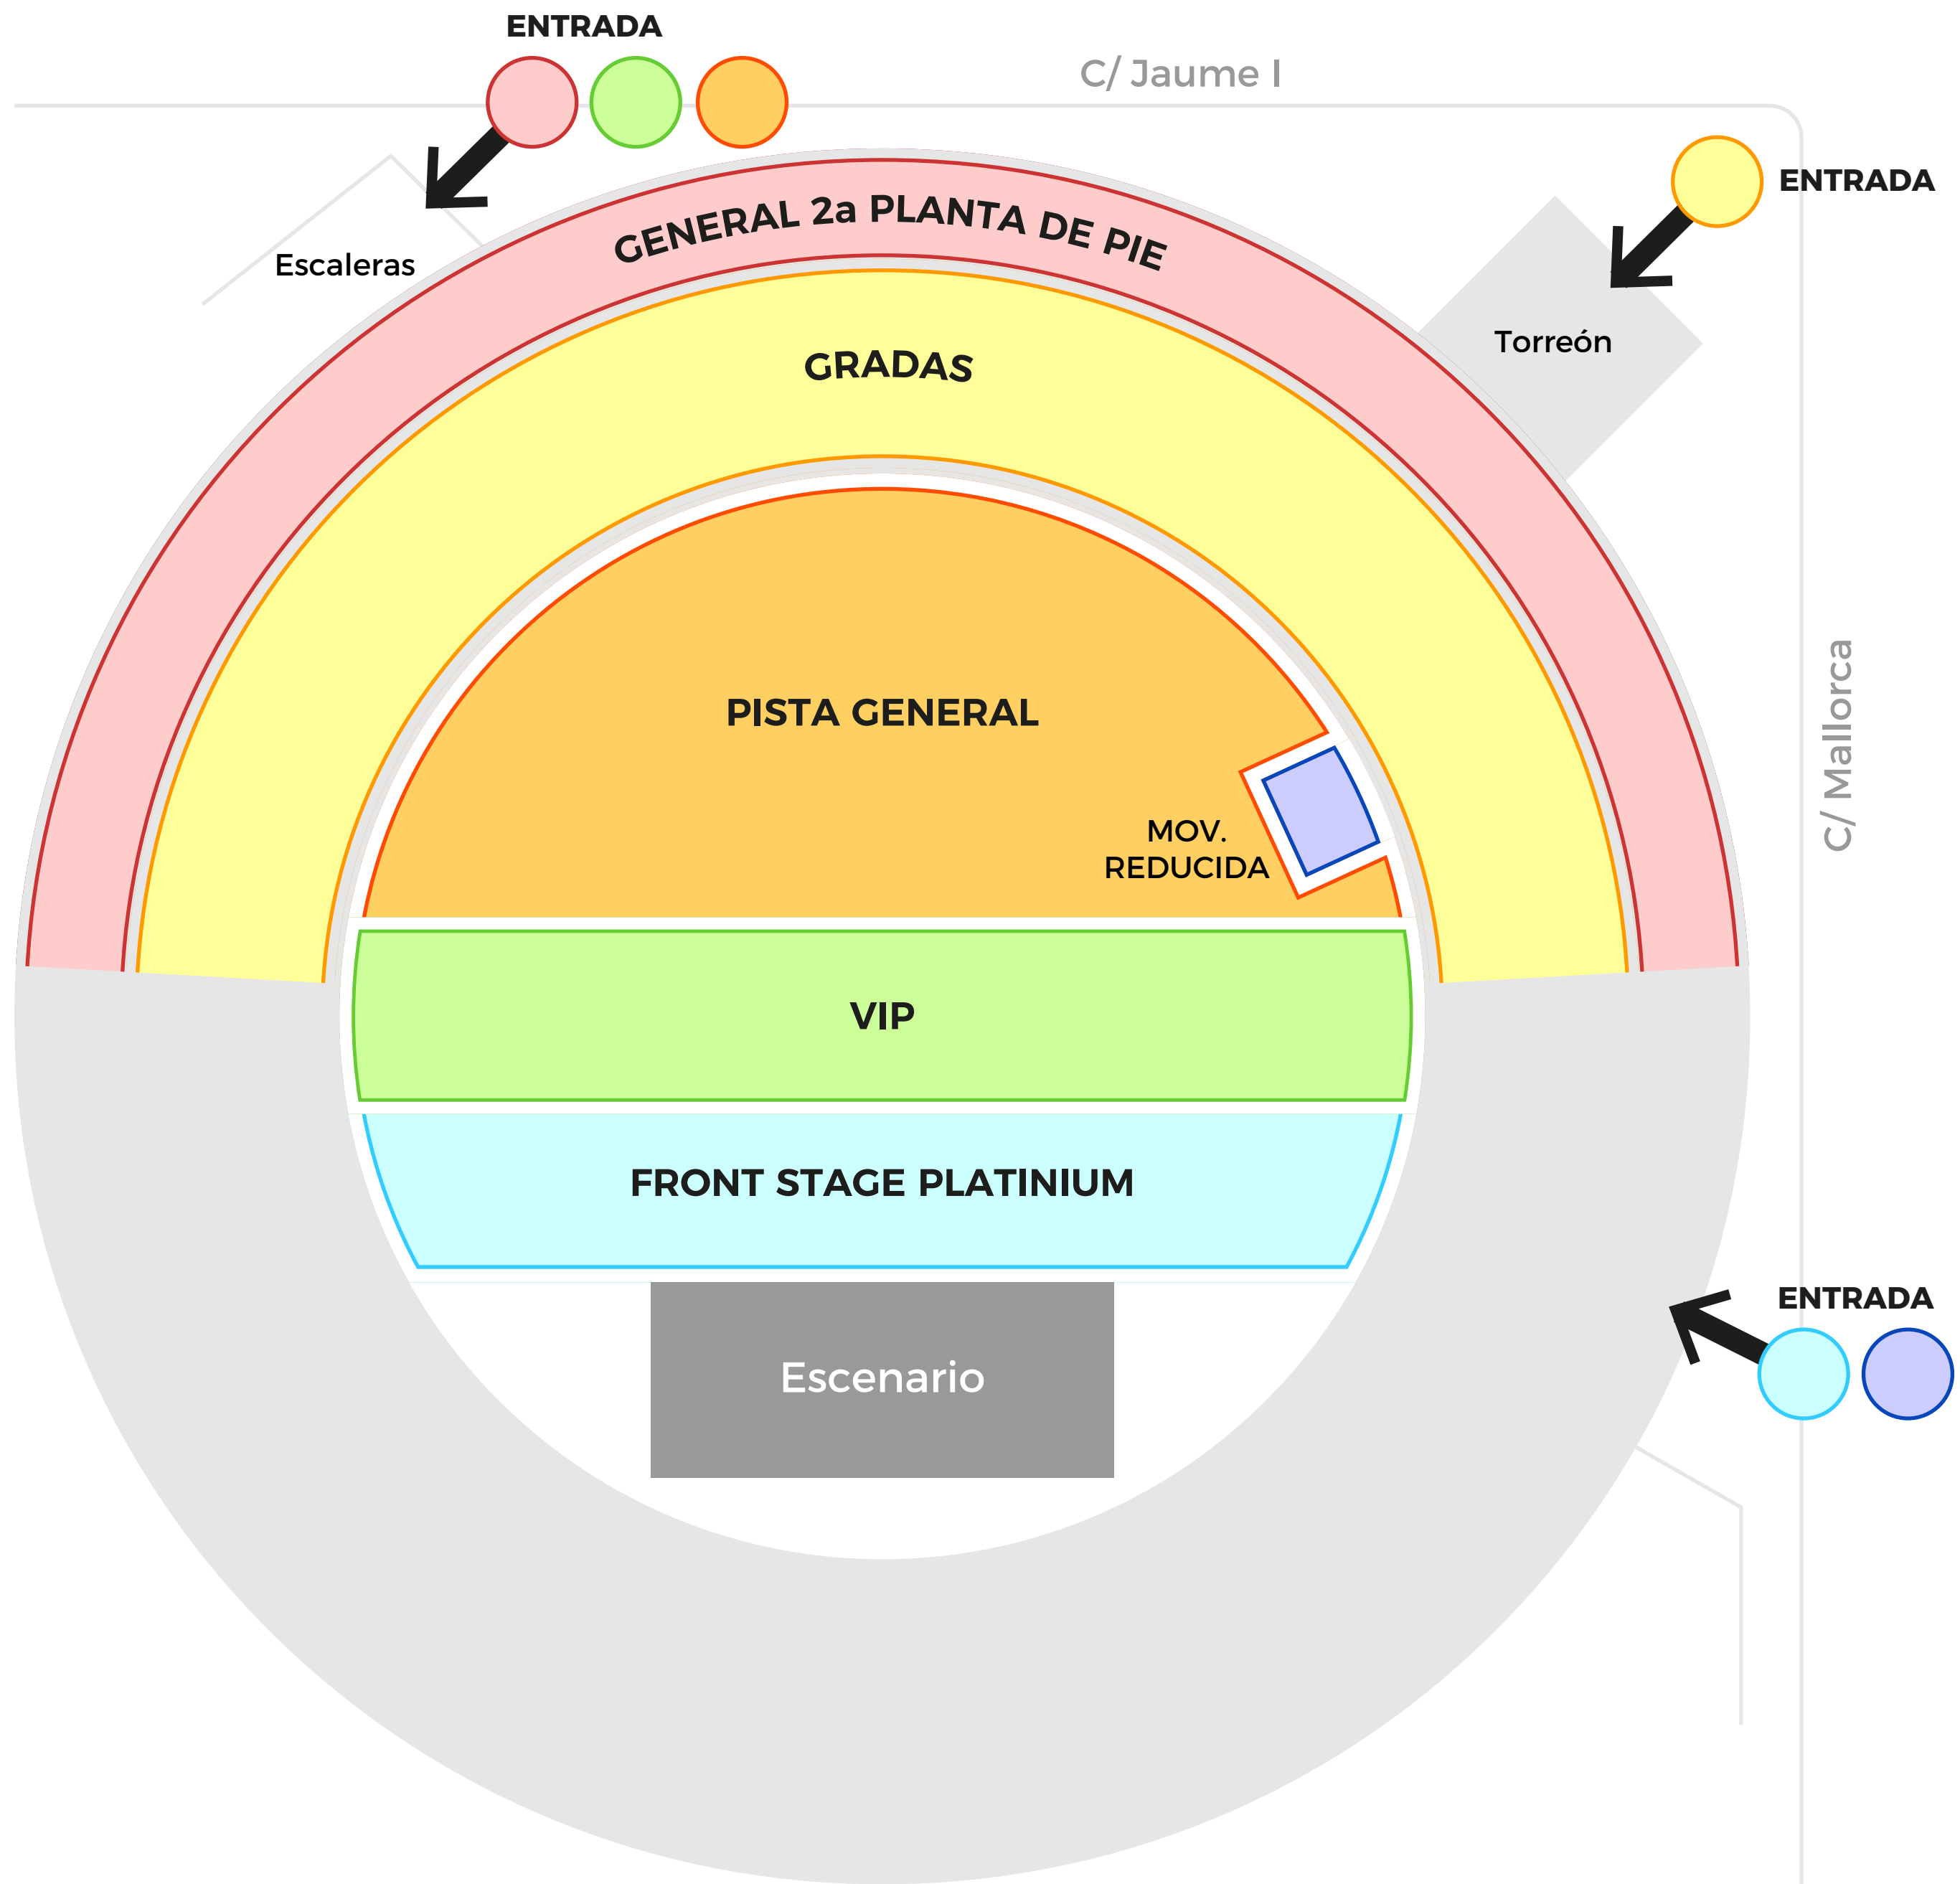 ENTRADA
C/ Jaume I
ENTRADA
Escaleras
GENERAL 2a PLANTA DE PIE
Torreón
GRADAS
PISTA GENERAL
MOV.
REDUCIDA
C/ Mallorca
VIP
FRONT STAGE PLATINIUM
ENTRADA
Escenario